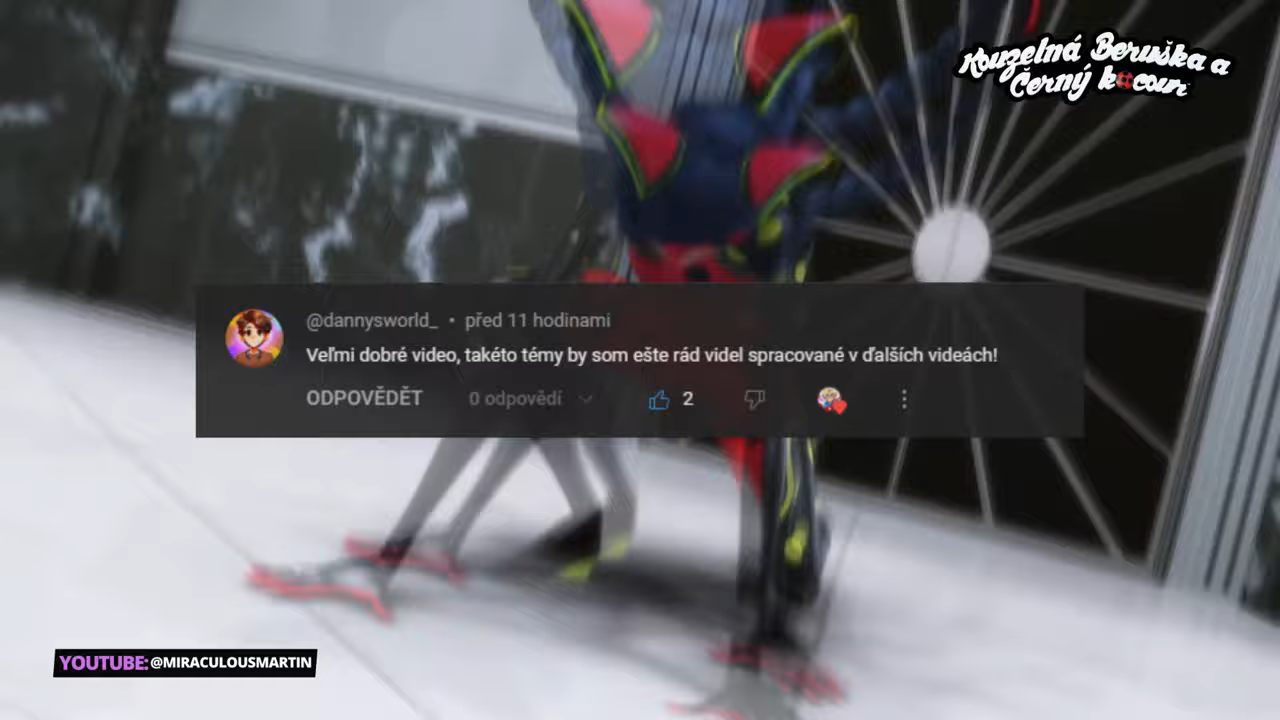 Kouzelná Beruška a
Černý kocour
@dannysworld_ • před 11 hodinami
Veľmi dobré video, takéto témy by som ešte rád videl spracované v ďalších videách!
ODPOVĚDĚT 0 odpovědí 2
YOUTUBE: @MIRACULOUSMARTIN